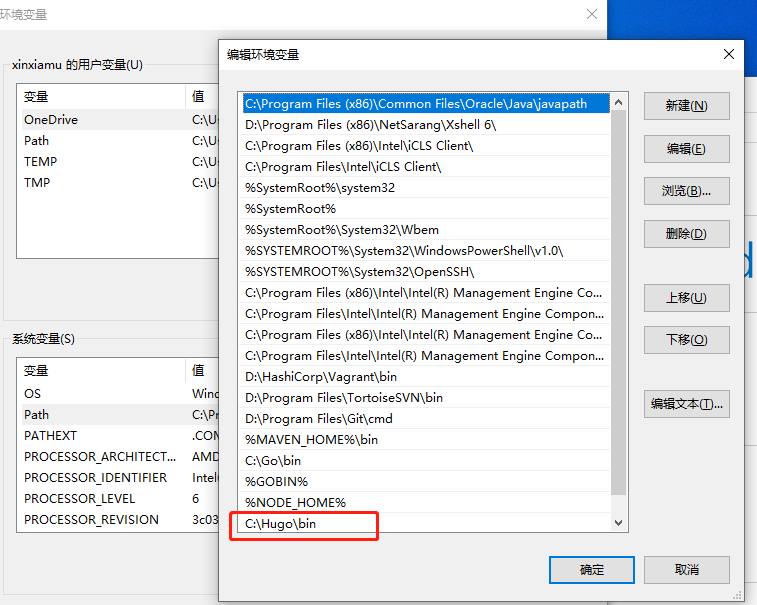 环境变量
编辑环境变量
xinxiamu 的用户变量(U)
变量
值
OneDrive
C:\U
Path
C:\U
TEMP
C:\U
TMP
C:\U
系统变量(S)
变量
值
OS
Path
C:\P
PATHEXT
.COM
PROCESSOR_ARCHITECT...
AMD
PROCESSOR_IDENTIFIER
Intel
PROCESSOR_LEVEL
6
PROCESSOR_REVISION
3c03
C:\Program Files (x86)\Common Files\Oracle\Java\javapath
D:\Program Files (x86)\NetSarang\Xshell 6\
C:\Program Files (x86)\Intel\iCLS Client\
C:\Program Files\Intel\iCLS Client\
%SystemRoot%\system32
%SystemRoot%
%SystemRoot%\System32\Wbem
%SYSTEMROOT%\System32\WindowsPowerShell\v1.0\
%SYSTEMROOT%\System32\OpenSSH\
C:\Program Files (x86)\Intel\Intel(R) Management Engine Co...
C:\Program Files\Intel\Intel(R) Management Engine Compon...
C:\Program Files (x86)\Intel\Intel(R) Management Engine Co...
C:\Program Files\Intel\Intel(R) Management Engine Compon...
D:\HashiCorp\Vagrant\bin
D:\Program Files\TortoiseSVN\bin
D:\Program Files\Git\cmd
%MAVEN_HOME%\bin
C:\Go\bin
%GOBIN%
%NODE_HOME%
C:\Hugo\bin
新建(N)
编辑(E)
浏览(B)...
删除(D)
上移(U)
下移(O)
编辑文本(T)...
确定
取消